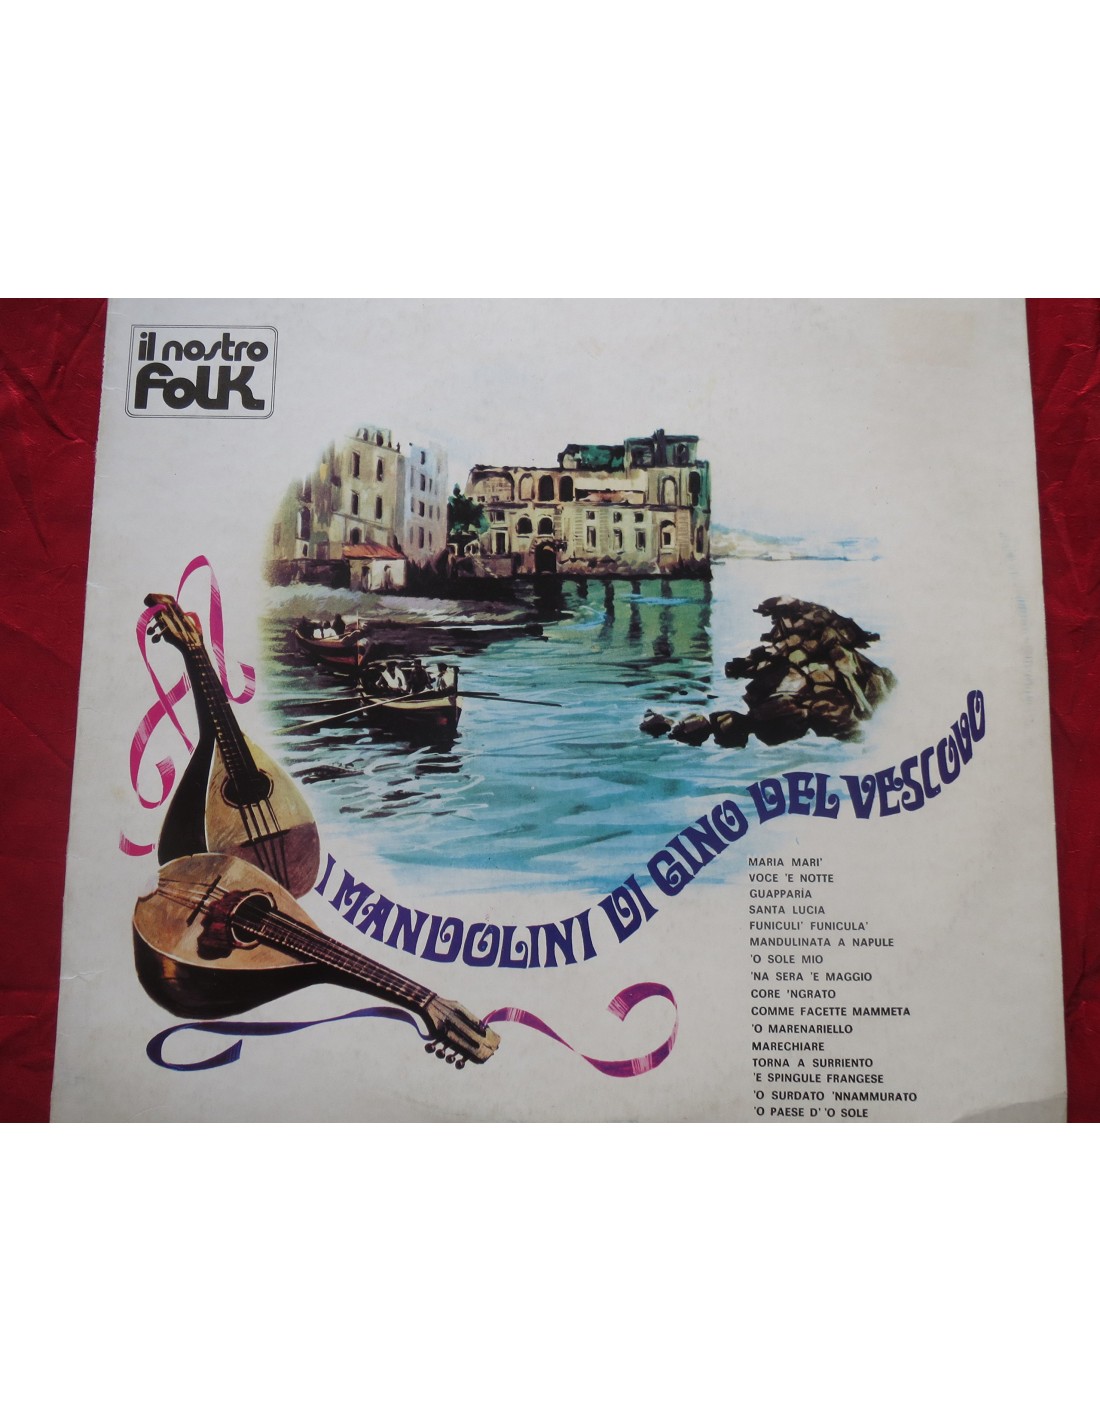 il nostro
folk.
I MANDOLINI DI GINO DEL VESCOVO
MARIA MARI'
VOCE 'E NOTTE
GUAPPARÍA
SANTA LUCIA
FUNICULI' FUNICULA'
MANDULINATA A NAPULE
'O SOLE MIO
'NA SERA 'E MAGGIO
CORE 'NGRATO
COMME FACETTE MAMMETA
'O MARENARIELLO
MARECHIARE
TORNA A SURRIENTO
'E SPINGULE FRANGESE
'O SURDATO 'NNAMMURATO
'O PAESE D' 'O SOLE